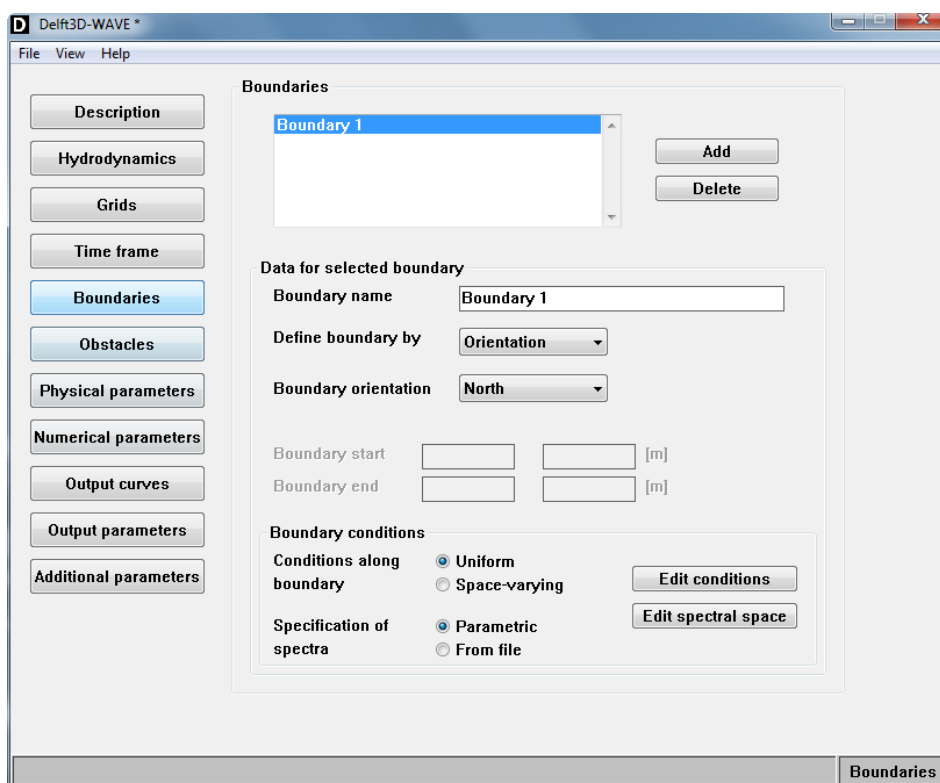 D Delft3D-WAVE *
File View Help
Description
Hydrodynamics
Grids
Time frame
Boundaries
Obstacles
Physical parameters
Numerical parameters
Output curves
Output parameters
Additional parameters
Boundaries
Boundary 1
Add
Delete
Data for selected boundary
Boundary name Boundary 1
Define boundary by Orientation
Boundary orientation North
Boundary start [m]
Boundary end [m]
Boundary conditions
Conditions along boundary
Uniform
Space-varying
Edit conditions
Edit spectral space
Specification of spectra
Parametric
From file
Boundaries